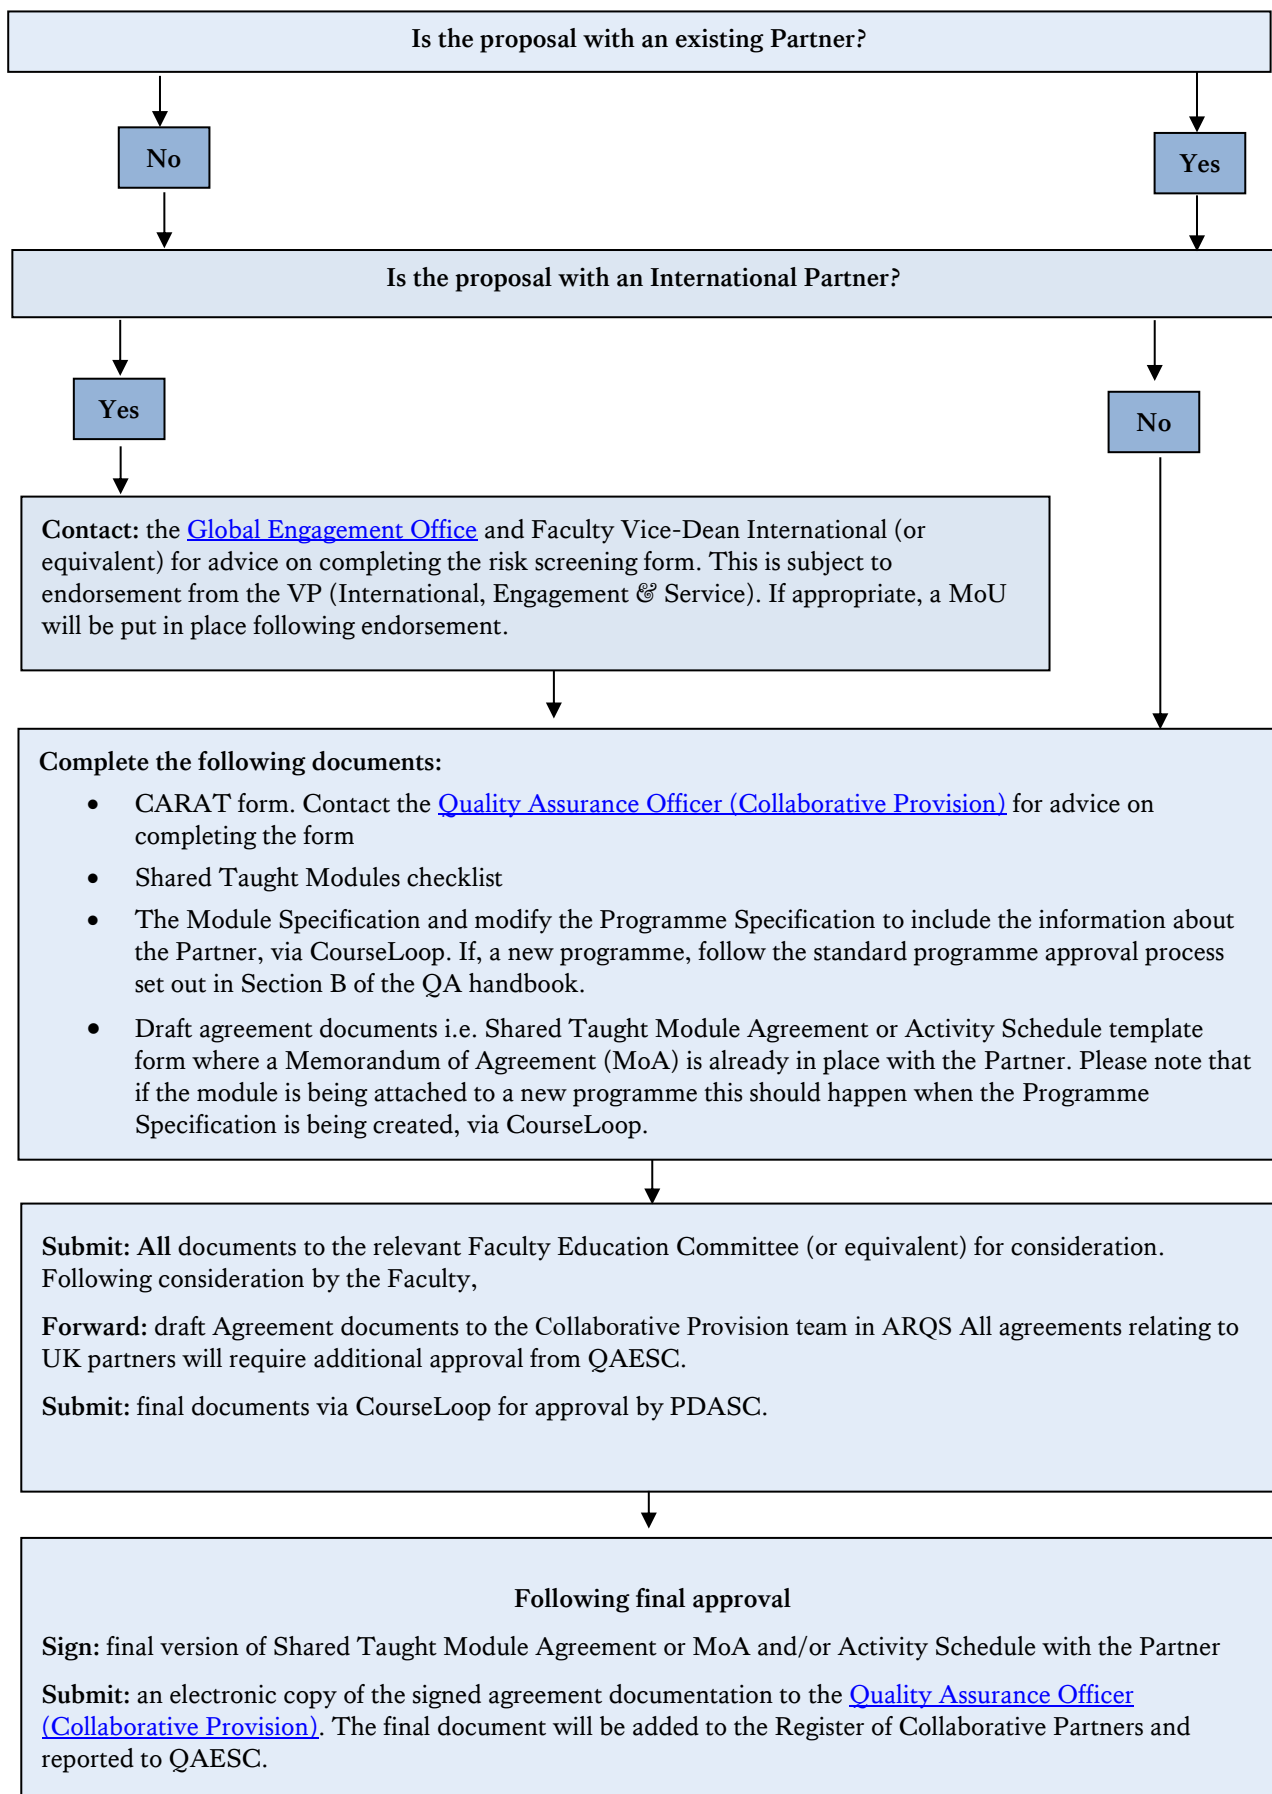 Is the proposal with an existing Partner?
No
Yes
Is the proposal with an International Partner?
Yes
No
Contact: the Global Engagement Office and Faculty Vice-Dean International (or
equivalent) for advice on completing the risk screening form. This is subject to
endorsement from the VP (International, Engagement & Service). If appropriate, a MoU
will be put in place following endorsement.
Complete the following documents:
• CARAT form. Contact the Quality Assurance Officer (Collaborative Provision) for advice on
completing the form
• Shared Taught Modules checklist
• The Module Specification and modify the Programme Specification to include the information about
the Partner, via CourseLoop. If, a new programme, follow the standard programme approval process
set out in Section B of the QA handbook.
• Draft agreement documents i.e. Shared Taught Module Agreement or Activity Schedule template
form where a Memorandum of Agreement (MoA) is already in place with the Partner. Please note that
if the module is being attached to a new programme this should happen when the Programme
Specification is being created, via CourseLoop.
Submit: All documents to the relevant Faculty Education Committee (or equivalent) for consideration.
Following consideration by the Faculty,
Forward: draft Agreement documents to the Collaborative Provision team in ARQS All agreements relating to
UK partners will require additional approval from QAESC.
Submit: final documents via CourseLoop for approval by PDASC.
Following final approval
Sign: final version of Shared Taught Module Agreement or MoA and/or Activity Schedule with the Partner
Submit: an electronic copy of the signed agreement documentation to the Quality Assurance Officer
(Collaborative Provision). The final document will be added to the Register of Collaborative Partners and
reported to QAESC.